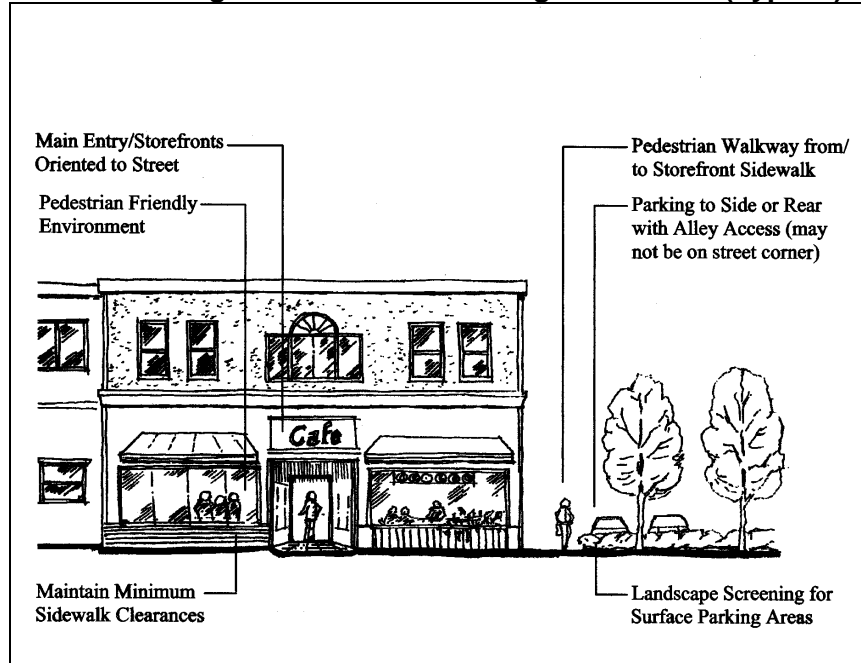 Main Entry/Storefronts
Oriented to Street
Pedestrian Friendly
Environment
Pedestrian Walkway from/
to Storefront Sidewalk
Parking to Side or Rear
with Alley Access (may
not be on street corner)
Cafe
Maintain Minimum
Sidewalk Clearances
Landscape Screening for
Surface Parking Areas